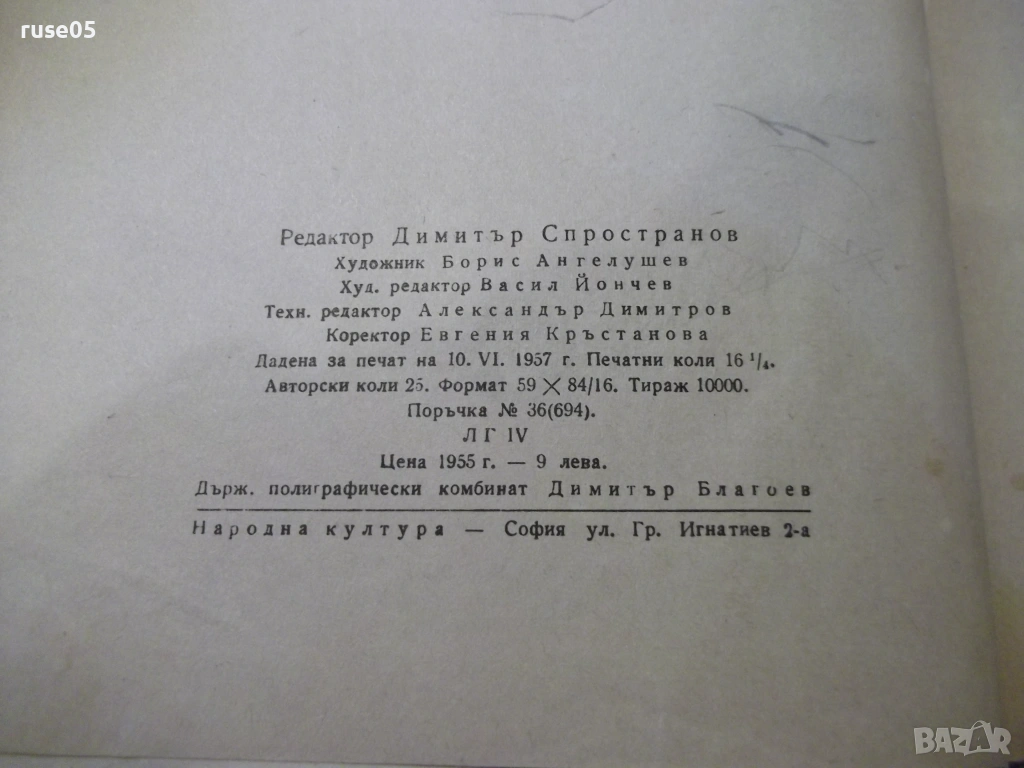 ruse05
Редактор Димитър Спространов
Художник Борис Ангелушев
Худ. редактор Васил Йончев
Техн. редактор Александър Димитров
Коректор Евгения Кръстанова
Дадена за печат на 10. VI. 1957 г. Печатни коли 16 1/4.
Авторски коли 25. Формат 59 × 84/16. Тираж 10000.
Поръчка № 36(694).
ЛГ IV
Цена 1955 г. — 9 лева.
Държ. полиграфически комбинат Димитър Благоев
Народна култура — София ул. Гр. Игнатиев 2-а
BAZAR